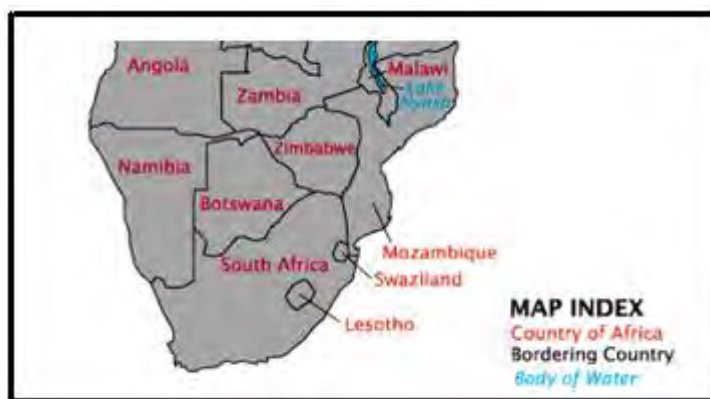 Angola
Malawi
Lake
Nyasa
Zambia
Zimbabwe
Namibia
Botswana
Mozambique
South Africa
Swaziland
Lesotho
MAP INDEX
Country of Africa
Bordering Country
Body of Water